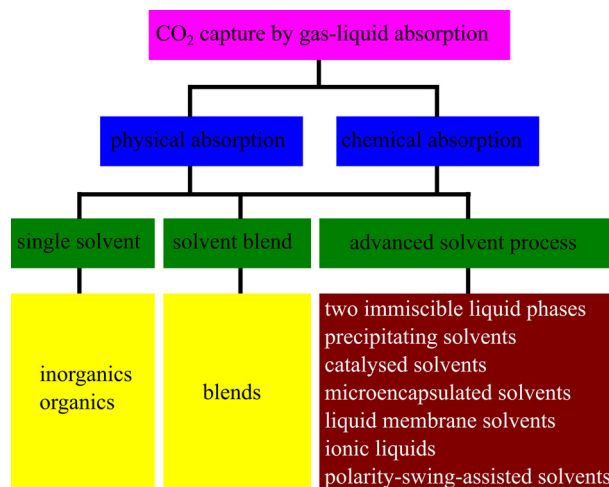 CO₂ capture by gas-liquid absorption
physical absorption
chemical absorption
single solvent
solvent blend
advanced solvent process
inorganics
organics
blends
two immiscible liquid phases
precipitating solvents
catalysed solvents
microencapsulated solvents
liquid membrane solvents
ionic liquids
polarity-swing-assisted solvents